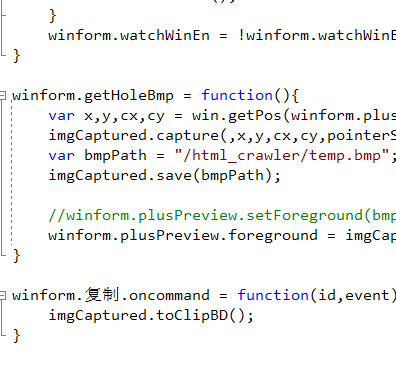 }
winform.watchWinEn = !winform.watchWinE
}
winform.getHoleBmp = function(){
var x,y,cx,cy = win.getPos(winform.plus
imgCaptured.capture(,x,y,cx,cy,pointerS
var bmpPath = "/html_crawler/temp.bmp";
imgCaptured.save(bmpPath);
//winform.plusPreview.setForeground(bmp
winform.plusPreview.foreground = imgCap
}
winform.复制.oncommand = function(id,event)
imgCaptured.toClipBD();
}